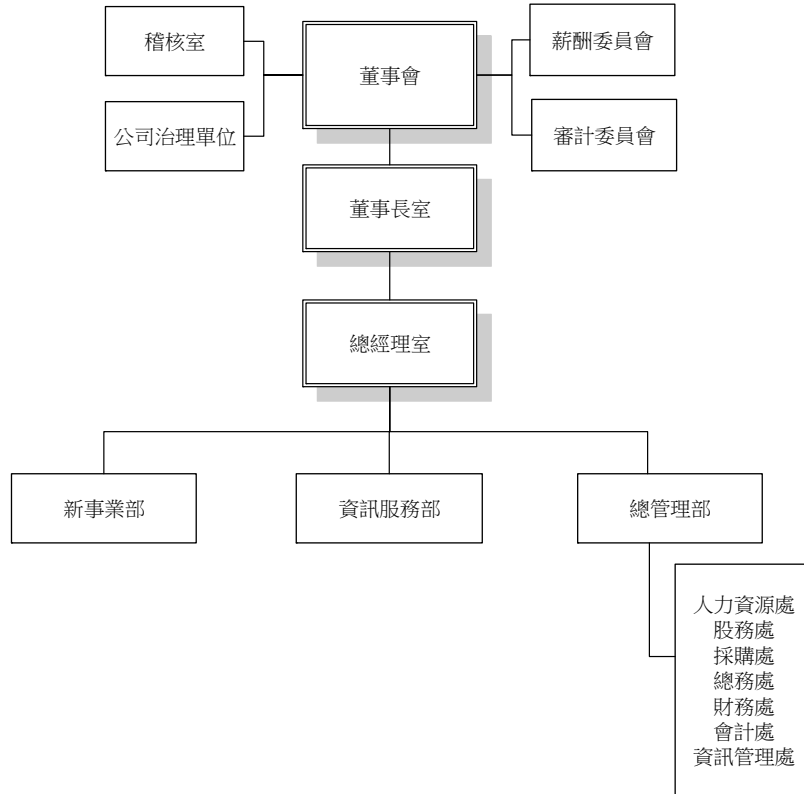 稽核室
董事會
薪酬委員會
公司治理單位
審計委員會
董事長室
總經理室
新事業部
資訊服務部
總管理部
人力資源處
股務處
採購處
總務處
財務處
會計處
資訊管理處